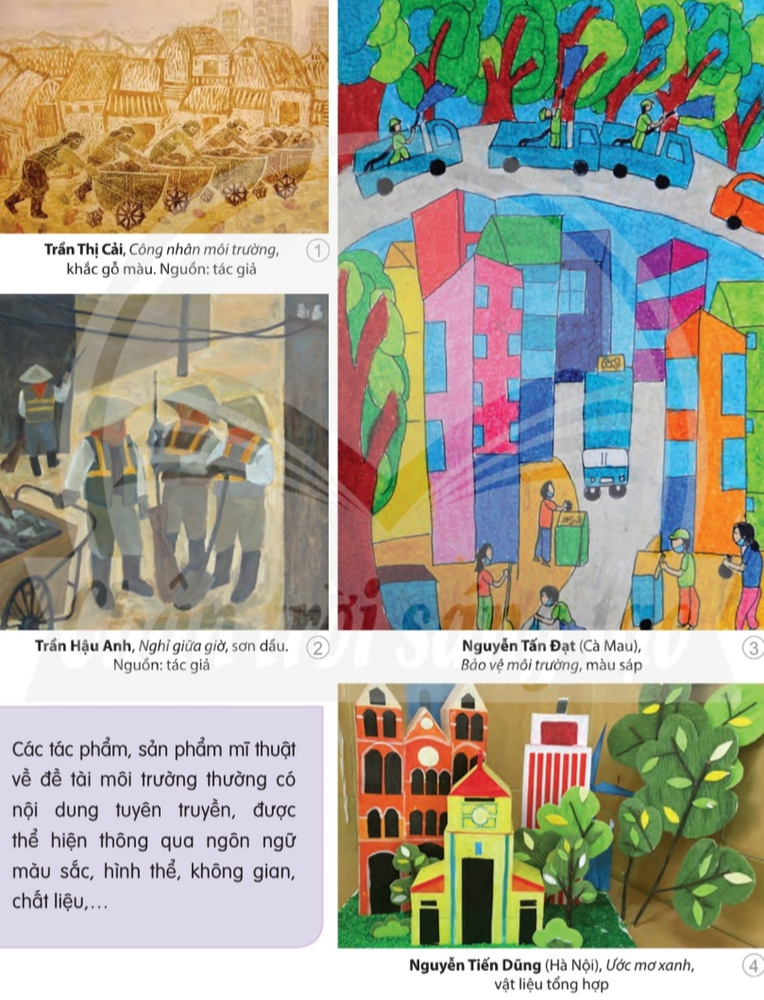 Trần Thị Cải, Công nhân môi trường,
khắc gỗ màu. Nguồn: tác giả
1
Trần Hậu Anh, Nghỉ giữa giờ, sơn dầu.
Nguồn: tác giả
2
Nguyễn Tấn Đạt (Cà Mau),
Bảo vệ môi trường, màu sáp
3
Các tác phẩm, sản phẩm mĩ thuật
về đề tài môi trường thường có
nội dung tuyên truyền, được
thể hiện thông qua ngôn ngữ
màu sắc, hình thể, không gian,
chất liệu,...
Nguyễn Tiến Dũng (Hà Nội), Ước mơ xanh,
vật liệu tổng hợp
4
Chân trời sáng tạo